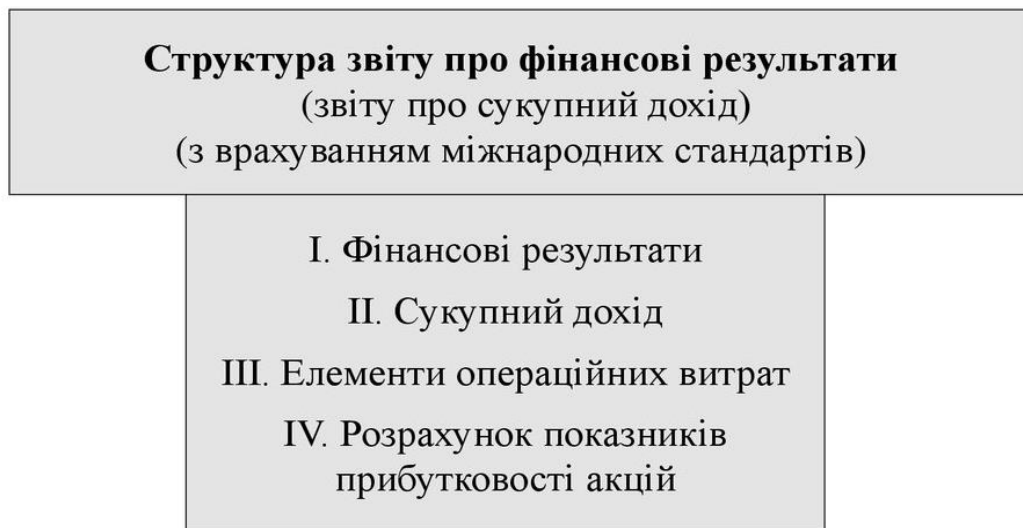 Структура звіту про фінансові результати
(звіту про сукупний дохід)
(з врахуванням міжнародних стандартів)
I. Фінансові результати
II. Сукупний дохід
III. Елементи операційних витрат
IV. Розрахунок показників
прибутковості акцій